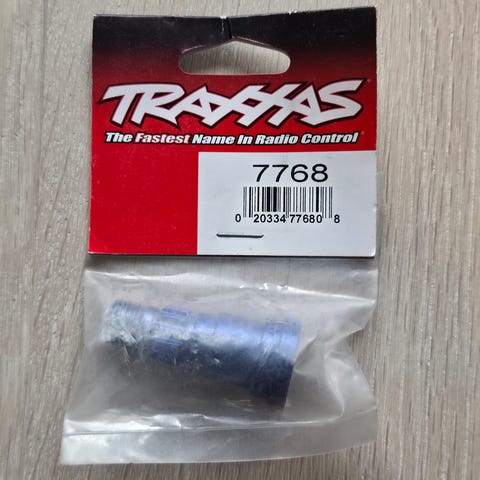 TRAXXAS
The Fastest Name In Radio Control
7768
0 20334 77680 8